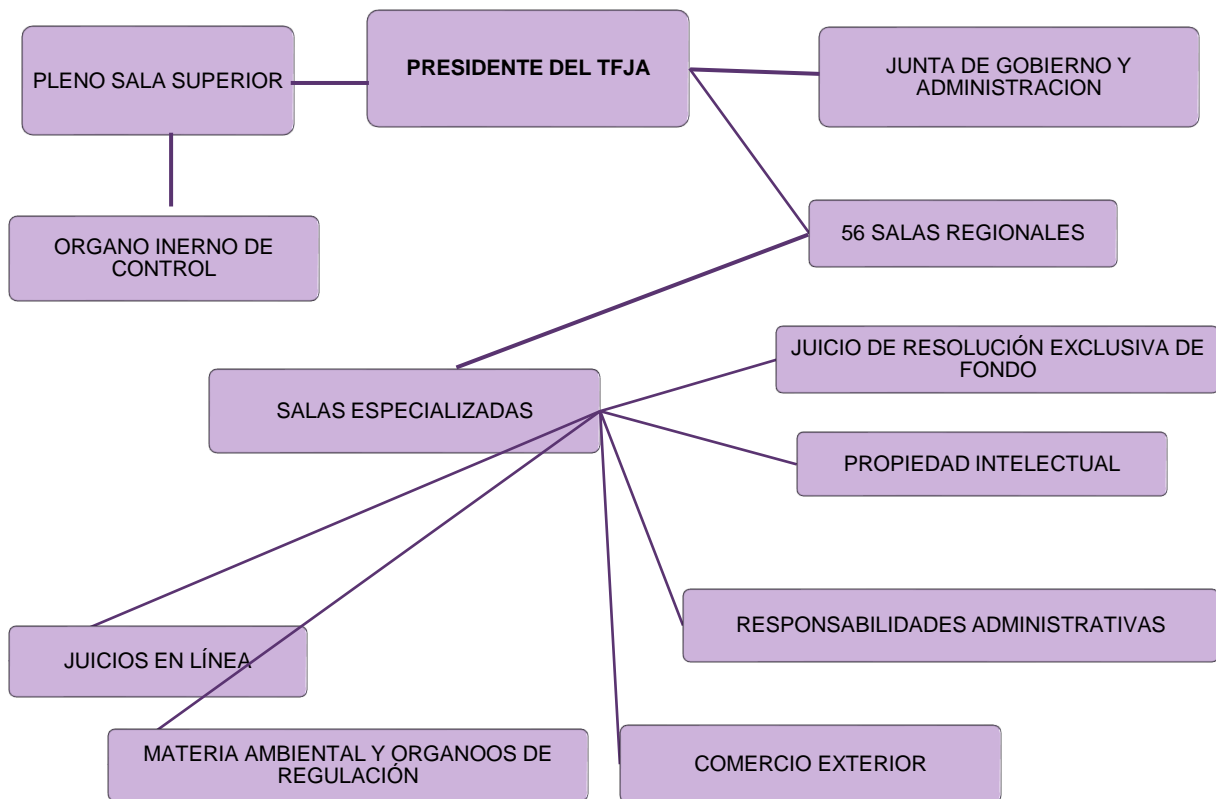 PLENO SALA SUPERIOR
PRESIDENTE DEL TFJA
JUNTA DE GOBIERNO Y
ADMINISTRACION
ORGANO INERNO DE
CONTROL
56 SALAS REGIONALES
JUICIO DE RESOLUCIÓN EXCLUSIVA DE
FONDO
SALAS ESPECIALIZADAS
PROPIEDAD INTELECTUAL
RESPONSABILIDADES ADMINISTRATIVAS
JUICIOS EN LÍNEA
MATERIA AMBIENTAL Y ORGANOOS DE
REGULACIÓN
COMERCIO EXTERIOR